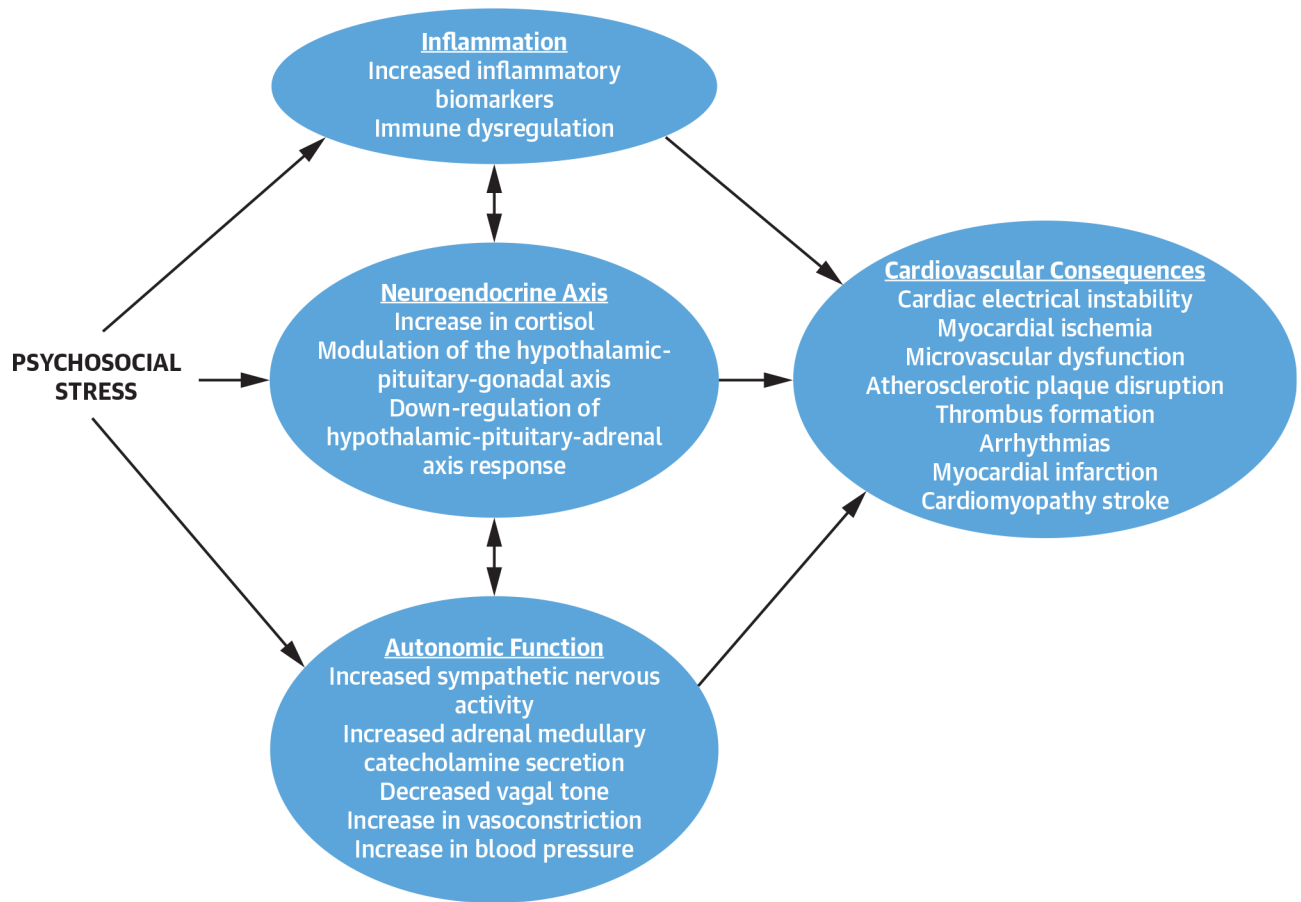 Inflammation
Increased inflammatory
biomarkers
Immune dysregulation
PSYCHOSOCIAL
STRESS
Neuroendocrine Axis
Increase in cortisol
Modulation of the hypothalamic-
pituitary-gonadal axis
Down-regulation of
hypothalamic-pituitary-adrenal
axis response
Autonomic Function
Increased sympathetic nervous
activity
Increased adrenal medullary
catecholamine secretion
Decreased vagal tone
Increase in vasoconstriction
Increase in blood pressure
Cardiovascular Consequences
Cardiac electrical instability
Myocardial ischemia
Microvascular dysfunction
Atherosclerotic plaque disruption
Thrombus formation
Arrhythmias
Myocardial infarction
Cardiomyopathy stroke